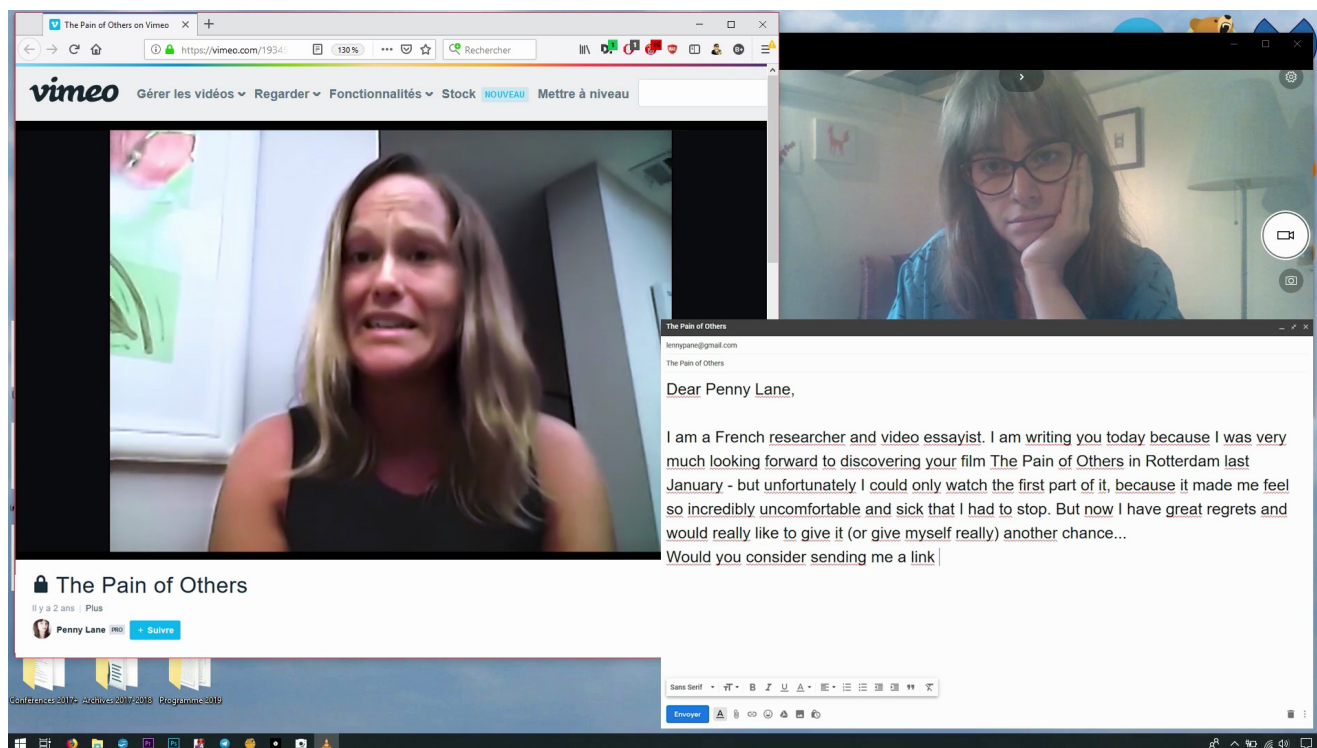 The Pain of Others on Vimeo
https://vimeo.com/1934
130 %
Rechercher
vimeo
Gérer les vidéos
Regarder
Fonctionnalités
Stock
NOUVEAU
Mettre à niveau
The Pain of Others
Il y a 2 ans | Plus
Penny Lane
PRO
+ Suivre
Conférences 2017+
Archives 2017-2018
Programme 2019
The Pain of Others
lennypane@gmail.com
The Pain of Others
Dear Penny Lane,
I am a French researcher and video essayist. I am writing you today because I was very
much looking forward to discovering your film The Pain of Others in Rotterdam last
January - but unfortunately I could only watch the first part of it, because it made me feel
so incredibly uncomfortable and sick that I had to stop. But now I have great regrets and
would really like to give it (or give myself really) another chance...
Would you consider sending me a link
Sans Serif
Envoyer